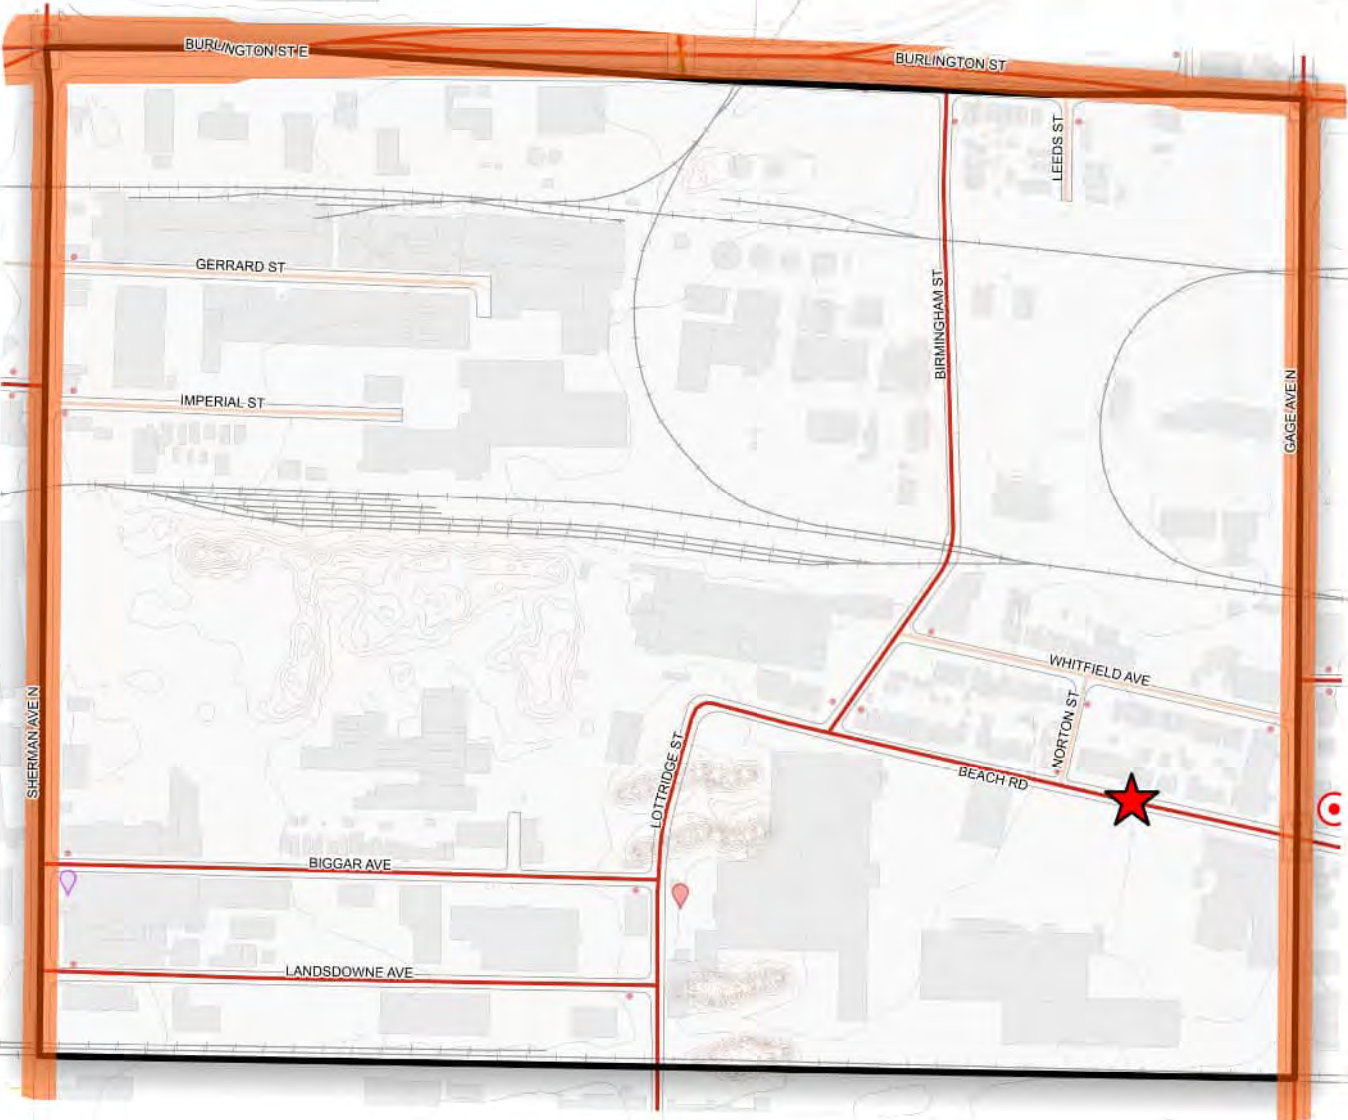 BURLINGTON ST E
BURLINGTON ST
LEEDS ST
GERRARD ST
BIRMINGHAM ST
IMPERIAL ST
GAGE AVE N
WHITFIELD AVE
NORTON ST
SHERMAN AVE N
LOTTRIDGE ST
BEACH RD
BIGGAR AVE
LANDSDOWNE AVE